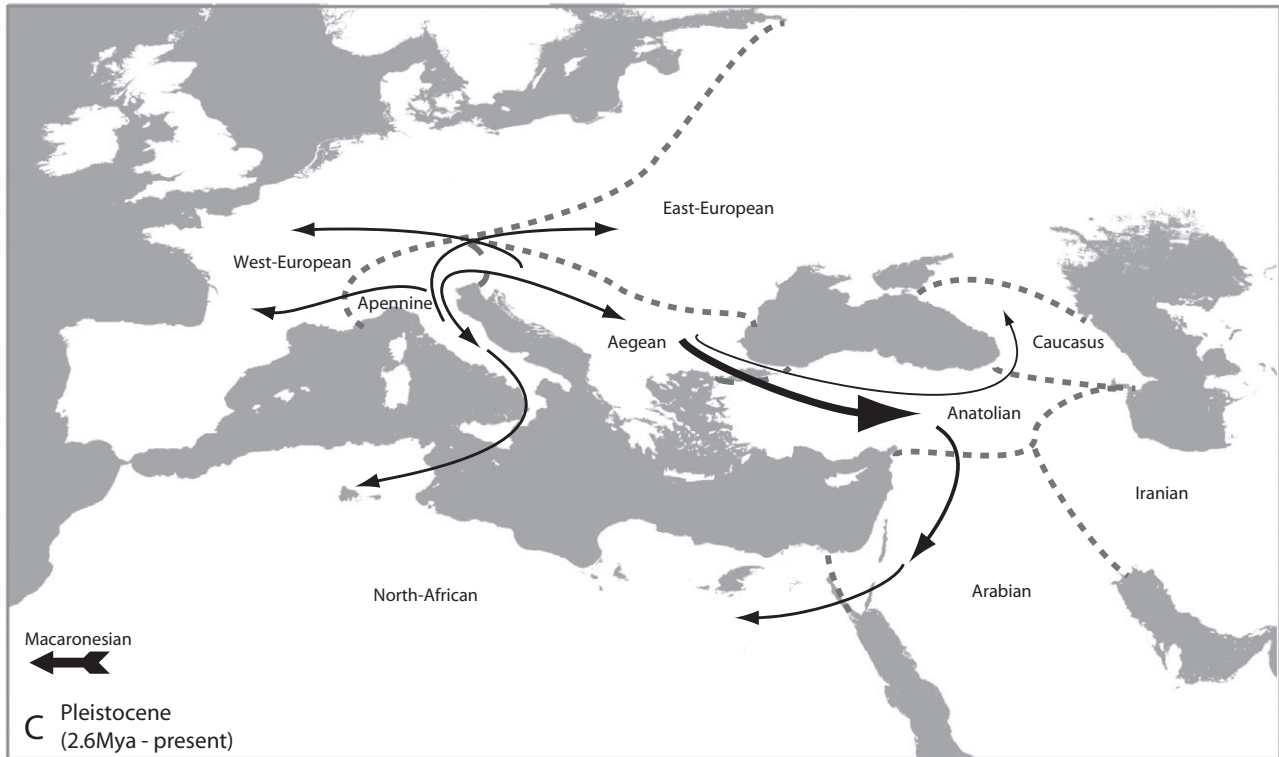 East-European
West-European
Apennine
Aegean
Caucasus
Anatolian
Iranian
North-African
Arabian
Macaronesian
C Pleistocene
(2.6Mya - present)